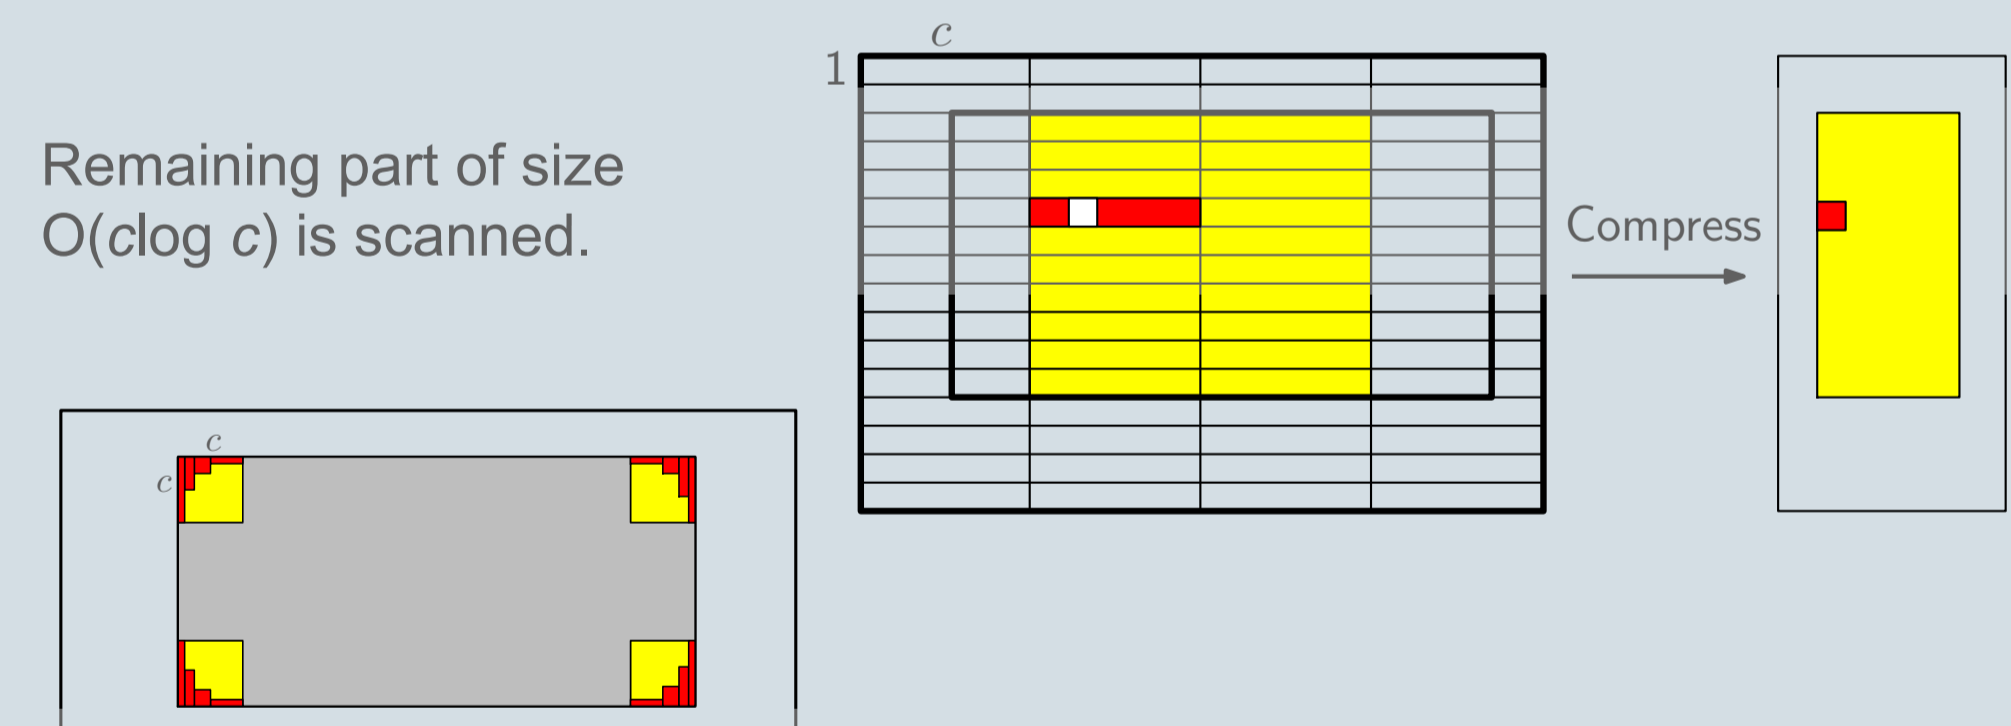 Remaining part of size
O(clog c) is scanned.
c
1
Compress
c
c